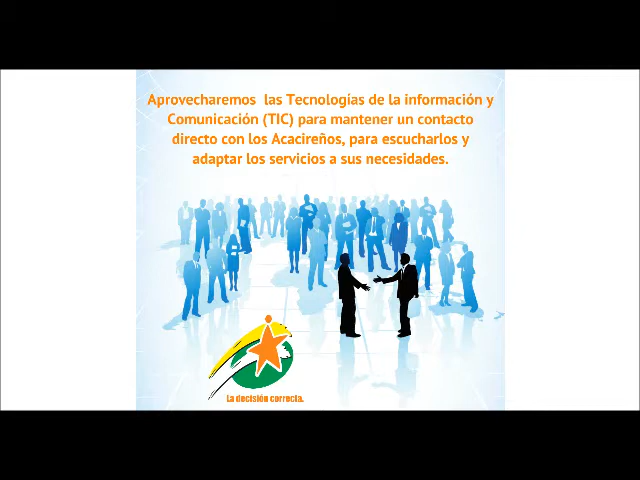 Aprovecharemos las Tecnologías de la información y
Comunicación (TIC) para mantener un contacto
directo con los Acacireños, para escucharlos y
adaptar los servicios a sus necesidades.
La decisión correcta.